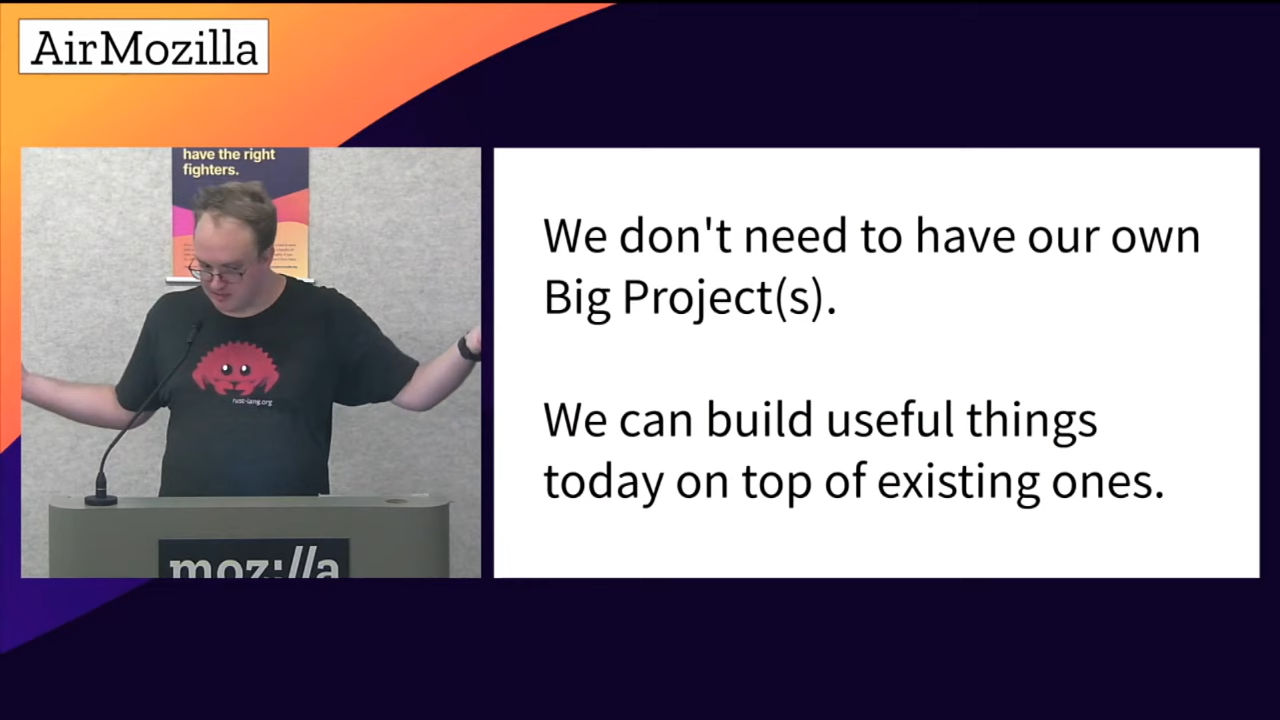 AirMozilla
have the right
fighters.
rust-lang.org
moz://a
We don't need to have our own
Big Project(s).
We can build useful things
today on top of existing ones.